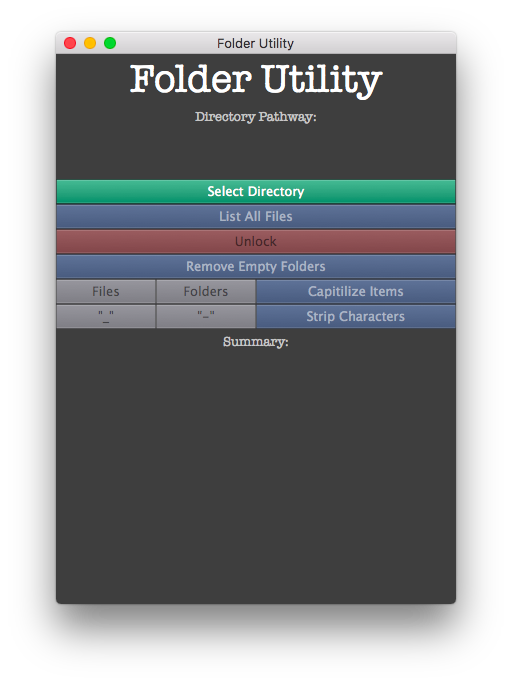 Folder Utility
Folder Utility
Directory Pathway:
Select Directory
List All Files
Unlock
Remove Empty Folders
Files Folders Capitilize Items
"_" "-" Strip Characters
Summary: